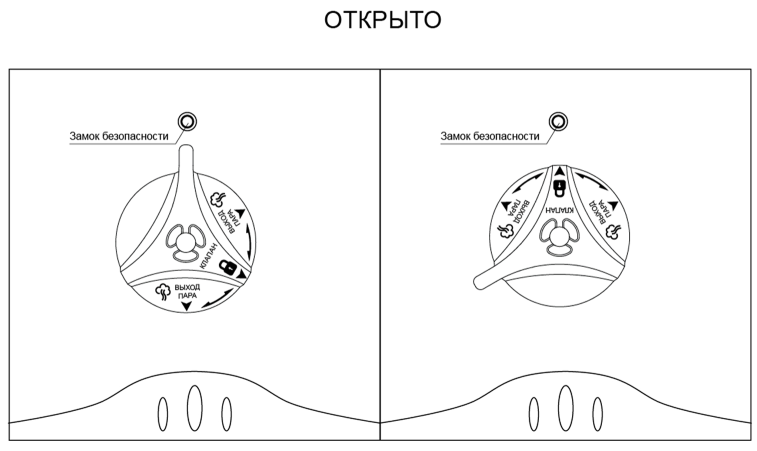 ОТКРЫТО
Замок безопасности
ВЫХОД
ПАРА
КЛАПАН
ВЫХОД
ПАРА
Замок безопасности
ВЫХОД
ПАРА
КЛАПАН
ВЫХОД
ПАРА